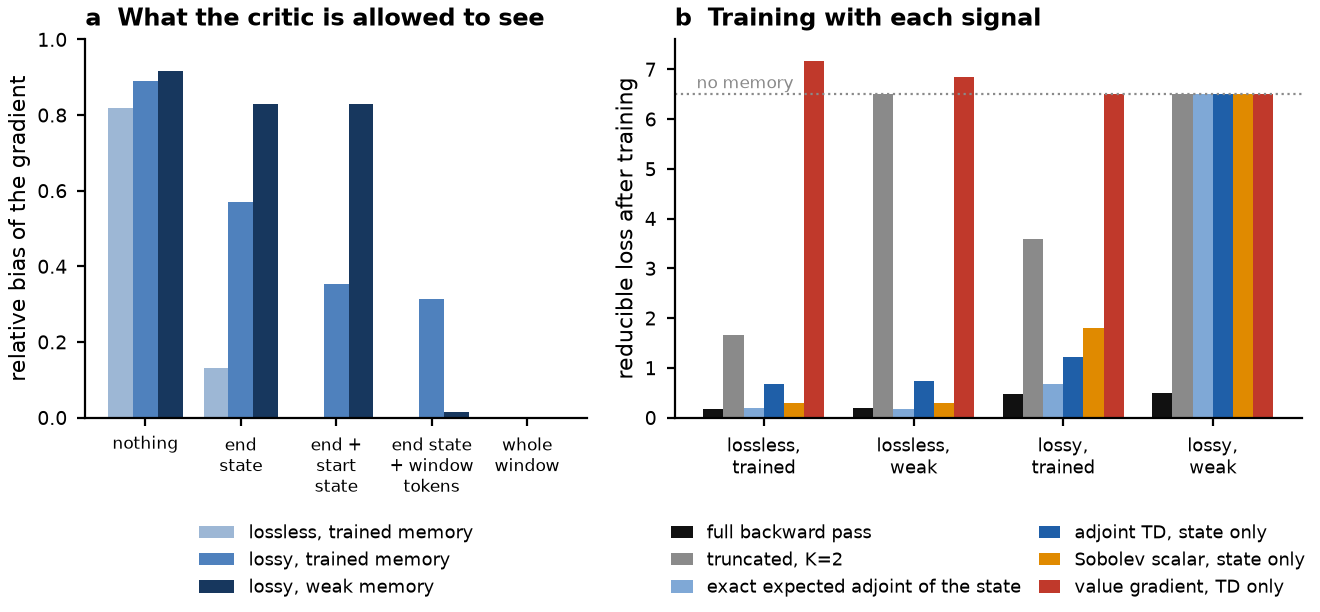 a What the critic is allowed to see
relative bias of the gradient
1.0
0.8
0.6
0.4
0.2
0.0
nothing
end
state
end +
start
state
end state
+ window
tokens
whole
window
lossless, trained memory
lossy, trained memory
lossy, weak memory
b Training with each signal
reducible loss after training
7
6
5
4
3
2
1
0
no memory
lossless,
trained
lossless,
weak
lossy,
trained
lossy,
weak
full backward pass
truncated, K=2
exact expected adjoint of the state
adjoint TD, state only
Sobolev scalar, state only
value gradient, TD only